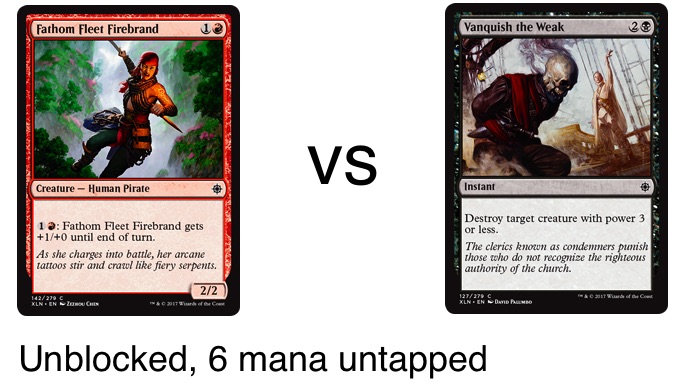 Fathom Fleet Firebrand 1
Creature — Human Pirate
1 : Fathom Fleet Firebrand gets
+1/+0 until end of turn.
As she charges into battle, her arcane
tattoos stir and crawl like fiery serpents.
2/2
142/279 C
XLN • EN Zezhou Chen
™ & © 2017 Wizards of the Coast
vs
Vanquish the Weak 2
Instant
Destroy target creature with power 3
or less.
The clerics known as condemners punish
those who do not recognize the righteous
authority of the church.
127/279 C
XLN • EN David Palumbo
™ & © 2017 Wizards of the Coast
Unblocked, 6 mana untapped